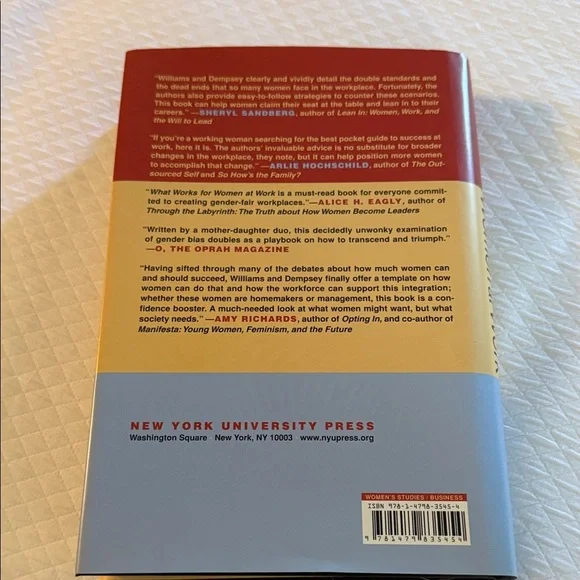 "Williams and Dempsey clearly and vividly detail the double standards and
the dead ends that so many women face in the workplace. Fortunately, the
authors also provide easy-to-follow strategies to counter these scenarios.
This book can help women claim their seat at the table and lean in to their
careers." —SHERYL SANDBERG, author of Lean In: Women, Work, and
the Will to Lead
"If you're a working woman searching for the best pocket guide to success at
work, here it is. The authors' invaluable advice is no substitute for broader
changes in the workplace, they note, but it can help position more women
to accomplish that change." —ARLIE HOCHSCHILD, author of The Out-
sourced Self and So How's the Family?
"What Works for Women at Work is a must-read book for everyone commit-
ted to creating gender-fair workplaces."—ALICE H. EAGLY, author of
Through the Labyrinth: The Truth about How Women Become Leaders
"Written by a mother-daughter duo, this decidedly unwonky examination
of gender bias doubles as a playbook on how to transcend and triumph."
—O, THE OPRAH MAGAZINE
"Having sifted through many of the debates about how much women can
and should succeed, Williams and Dempsey finally offer a template on how
women can do that and how the workforce can support this integration;
whether these women are homemakers or management, this book is a con-
fidence booster. A much-needed look at what women might want, but what
society needs." —AMY RICHARDS, author of Opting In, and co-author of
Manifesta: Young Women, Feminism, and the Future
NEW YORK UNIVERSITY PRESS
Washington Square New York, NY 10003 www.nyupress.org
WOMEN'S STUDIES | BUSINESS
ISBN 978-1-4798-3545-4
9 781479 835454